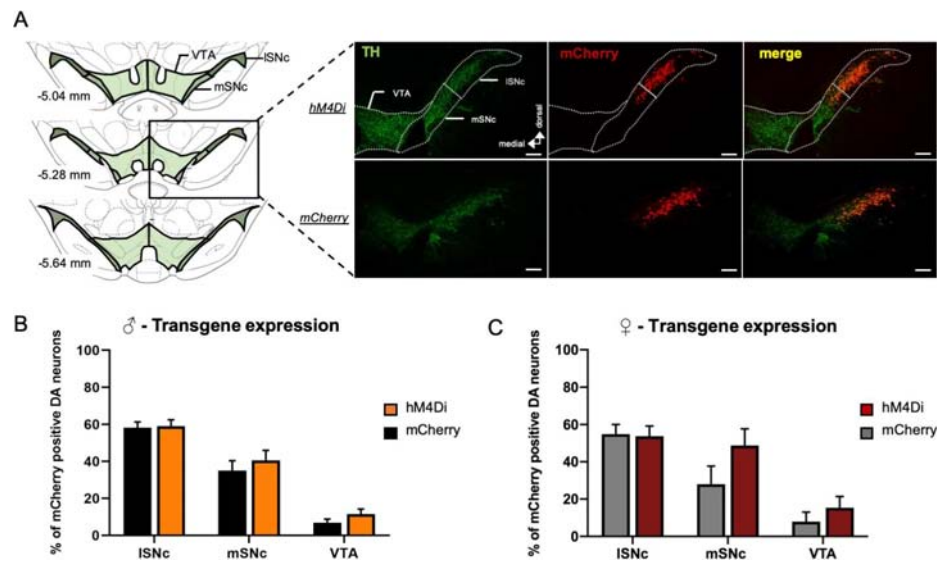 A
VTA
lSNc
mSNc
-5.04 mm
-5.28 mm
-5.64 mm
TH
mCherry
merge
hM4Di
VTA
lSNc
mSNc
dorsal
medial
mCherry
B
♂ - Transgene expression
% of mCherry positive DA neurons
100
80
60
40
20
0
lSNc
mSNc
VTA
hM4Di
mCherry
C
♀ - Transgene expression
% of mCherry positive DA neurons
100
80
60
40
20
0
lSNc
mSNc
VTA
hM4Di
mCherry